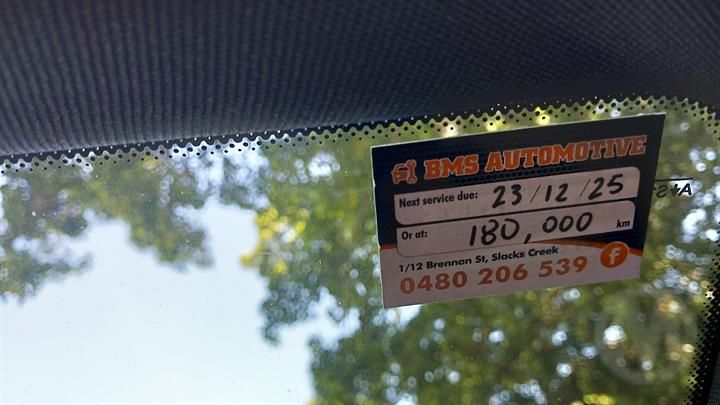 BMS AUTOMOTIVE
Next service due: 23/12/25
Or at: 180,000 km
1/12 Brennan St, Slacks Creek
0480 206 539